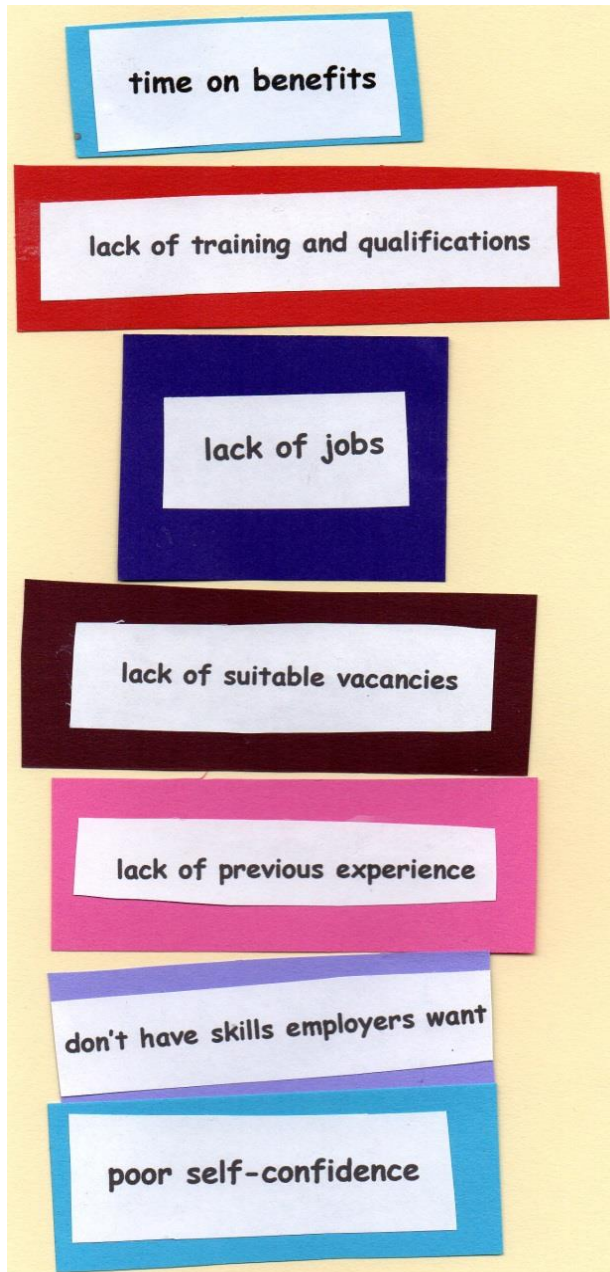 time on benefits
lack of training and qualifications
lack of jobs
lack of suitable vacancies
lack of previous experience
don't have skills employers want
poor self-confidence